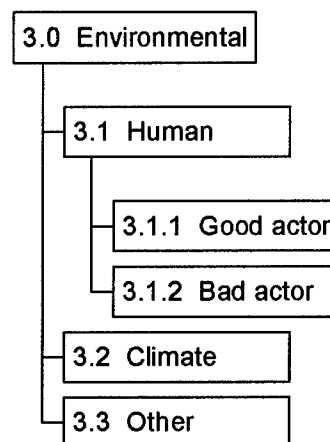 3.0 Environmental
3.1 Human
3.1.1 Good actor
3.1.2 Bad actor
3.2 Climate
3.3 Other